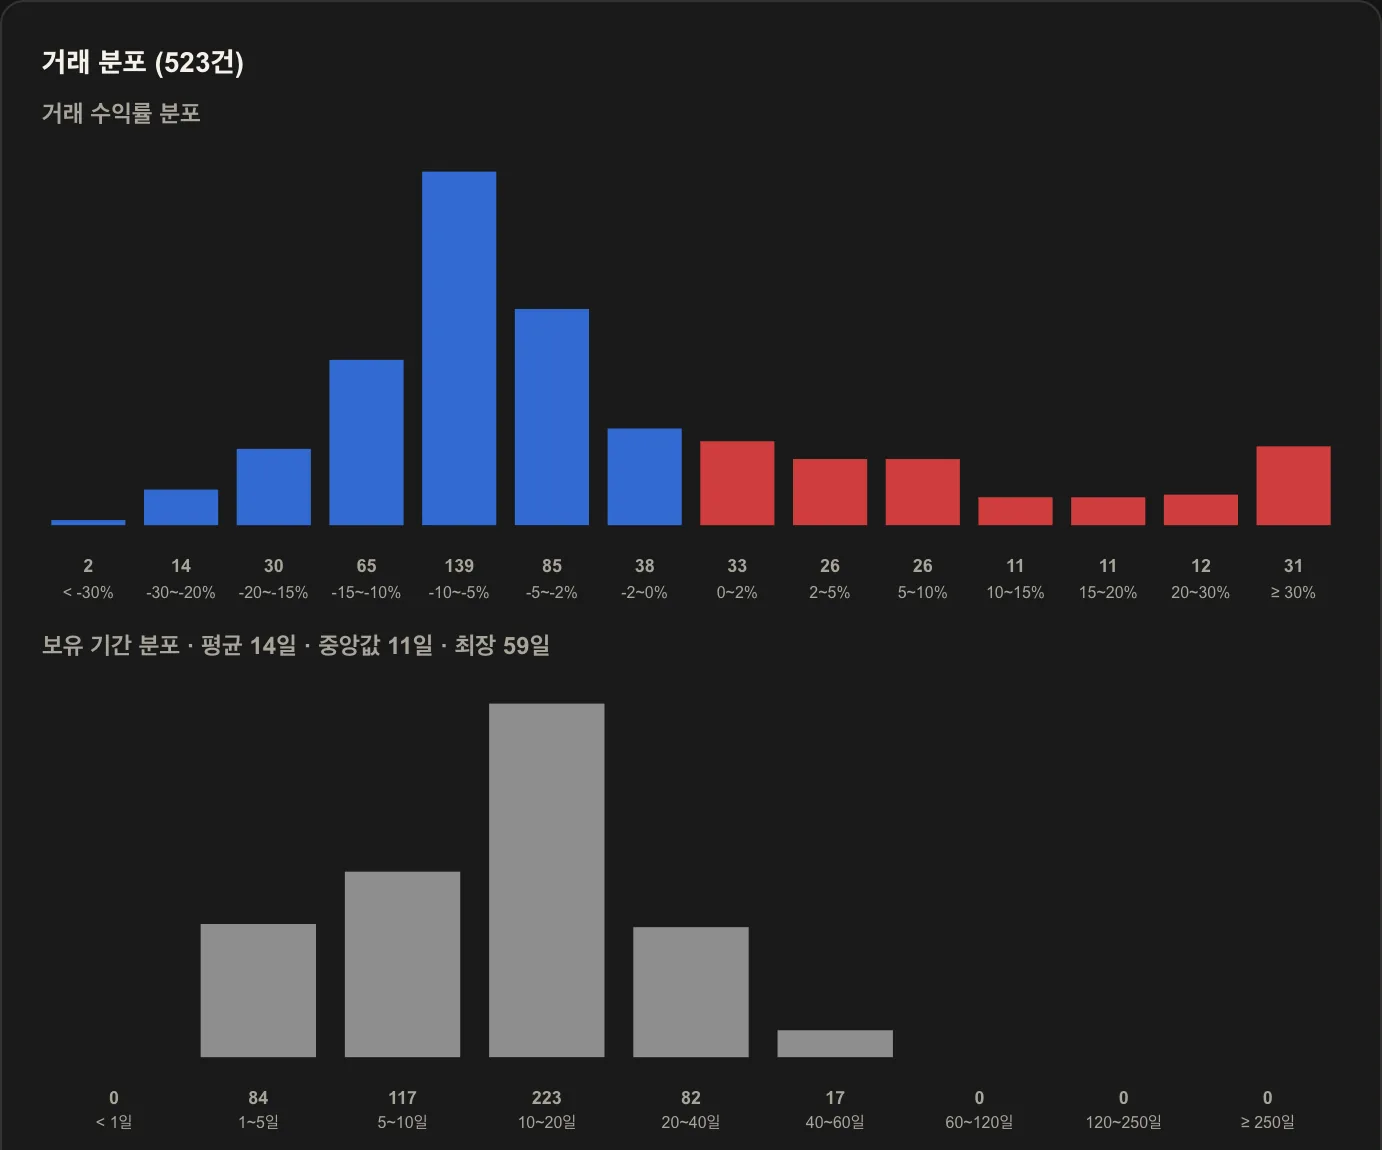 거래 분포 (523건)
거래 수익률 분포
2 14 30 65 139 85 38 33 26 26 11 11 12 31
< -30% -30~-20% -20~-15% -15~-10% -10~-5% -5~-2% -2~0% 0~2% 2~5% 5~10% 10~15% 15~20% 20~30% ≥ 30%
보유 기간 분포 · 평균 14일 · 중앙값 11일 · 최장 59일
0 84 117 223 82 17 0 0 0
< 1일 1~5일 5~10일 10~20일 20~40일 40~60일 60~120일 120~250일 ≥ 250일